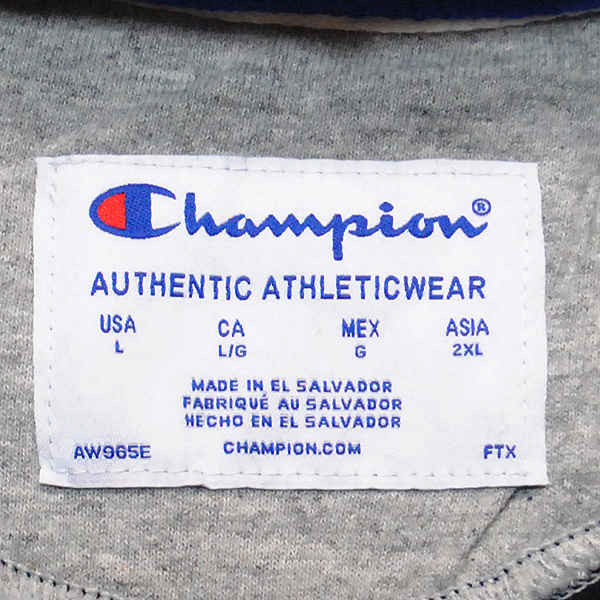 Champion®
AUTHENTIC ATHLETICWEAR
USA CA MEX ASIA
L L/G G 2XL
MADE IN EL SALVADOR
FABRIQUÉ AU SALVADOR
HECHO EN EL SALVADOR
AW965E CHAMPION.COM FTX